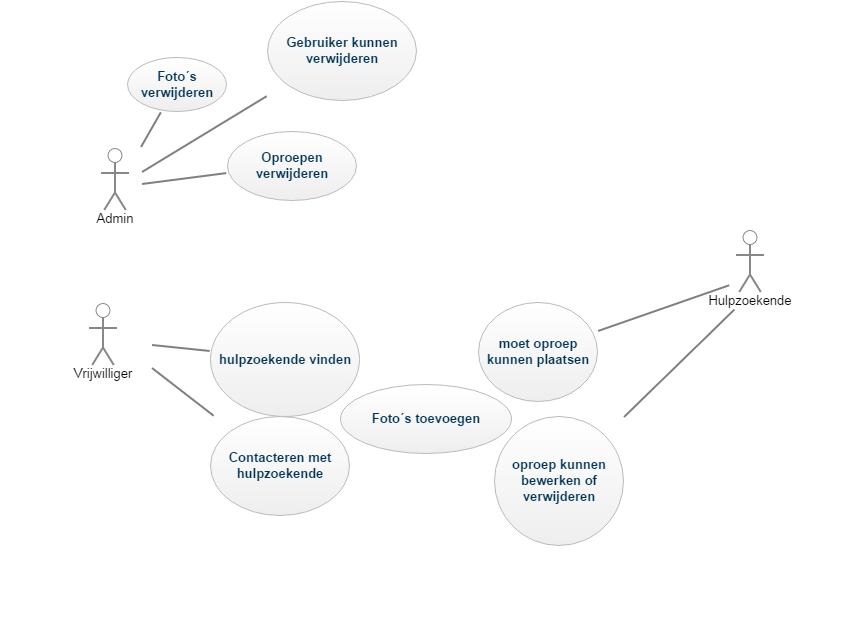 Gebruiker kunnen
verwijderen
Foto´s
verwijderen
Oproepen
verwijderen
Admin
Hulpzoekende
Vrijwilliger
hulpzoekende vinden
moet oproep
kunnen plaatsen
Foto´s toevoegen
Contacteren met
hulpzoekende
oproep kunnen
bewerken of
verwijderen